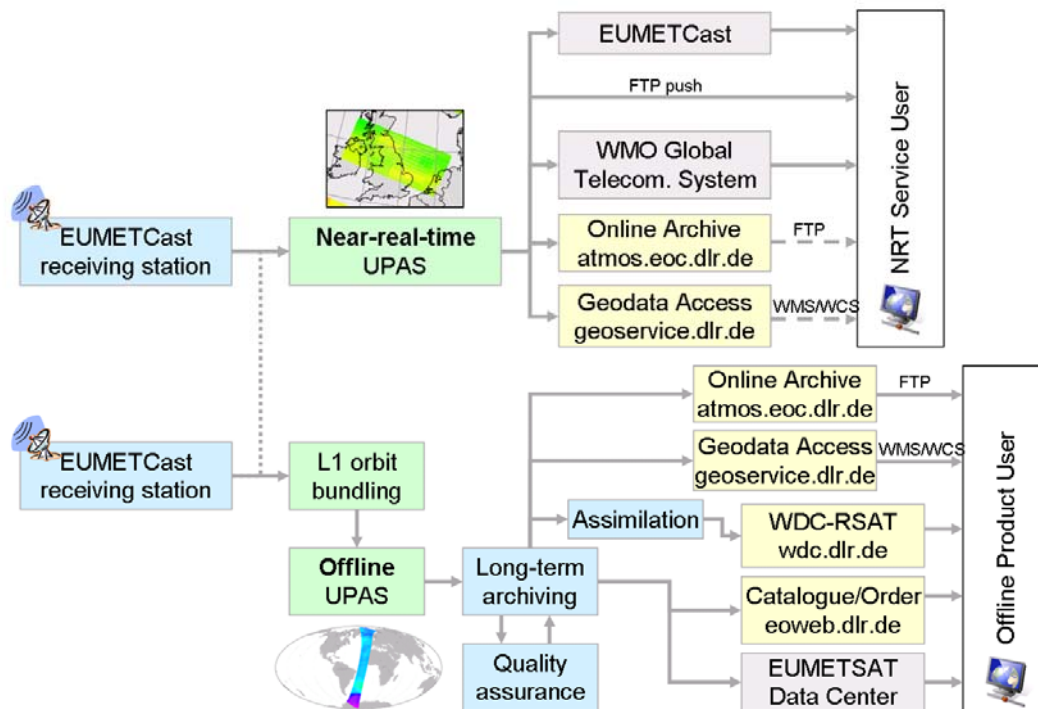 EUMETCast
FTP push
WMO Global
Telecom. System
EUMETCast
receiving station
Near-real-time
UPAS
Online Archive
atmos.eoc.dlr.de
FTP
Geodata Access
geoservice.dlr.de
WMS/WCS
NRT Service User
EUMETCast
receiving station
L1 orbit
bundling
Offline
UPAS
Long-term
archiving
Quality
assurance
Online Archive
atmos.eoc.dlr.de
FTP
Geodata Access
geoservice.dlr.de
WMS/WCS
Assimilation
WDC-RSAT
wdc.dlr.de
Catalogue/Order
eoweb.dlr.de
EUMETSAT
Data Center
Offline Product User